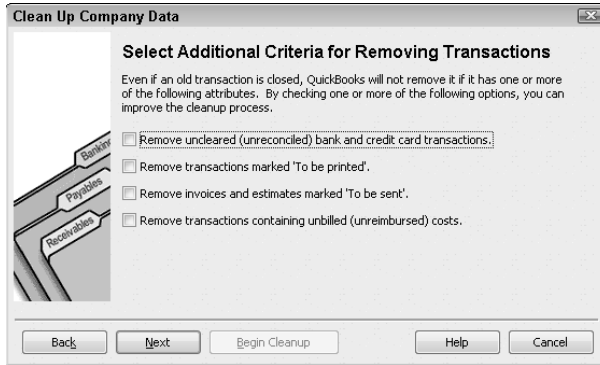 Clean Up Company Data
Select Additional Criteria for Removing Transactions
Even if an old transaction is closed, QuickBooks will not remove it if it has one or more
of the following attributes. By checking one or more of the following options, you can
improve the cleanup process.
Remove uncleared (unreconciled) bank and credit card transactions.
Remove transactions marked 'To be printed'.
Remove invoices and estimates marked 'To be sent'.
Remove transactions containing unbilled (unreimbursed) costs.
Banking
Payables
Receivables
Back
Next
Begin Cleanup
Help
Cancel